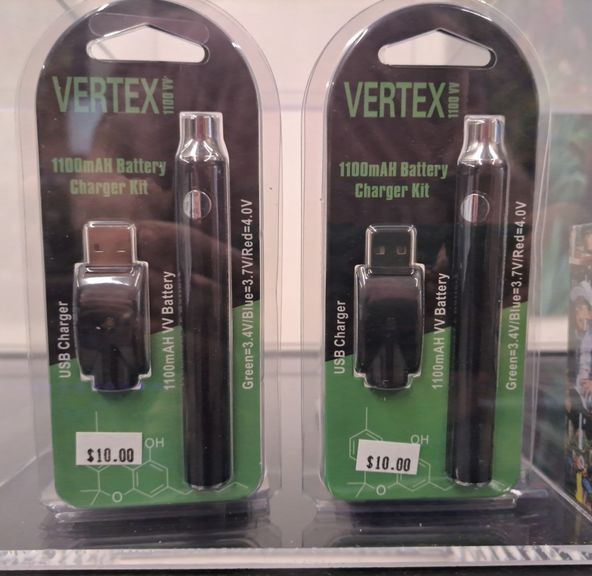 VERTEX 1100 VV
1100mAH Battery
Charger Kit
USB Charger
1100mAH VV Battery
Green=3.4V/Blue=3.7V/Red=4.0V
$10.00
OH
O
VERTEX 1100 VV
1100mAH Battery
Charger Kit
USB Charger
1100mAH VV Battery
Green=3.4V/Blue=3.7V/Red=4.0V
$10.00
OH
O